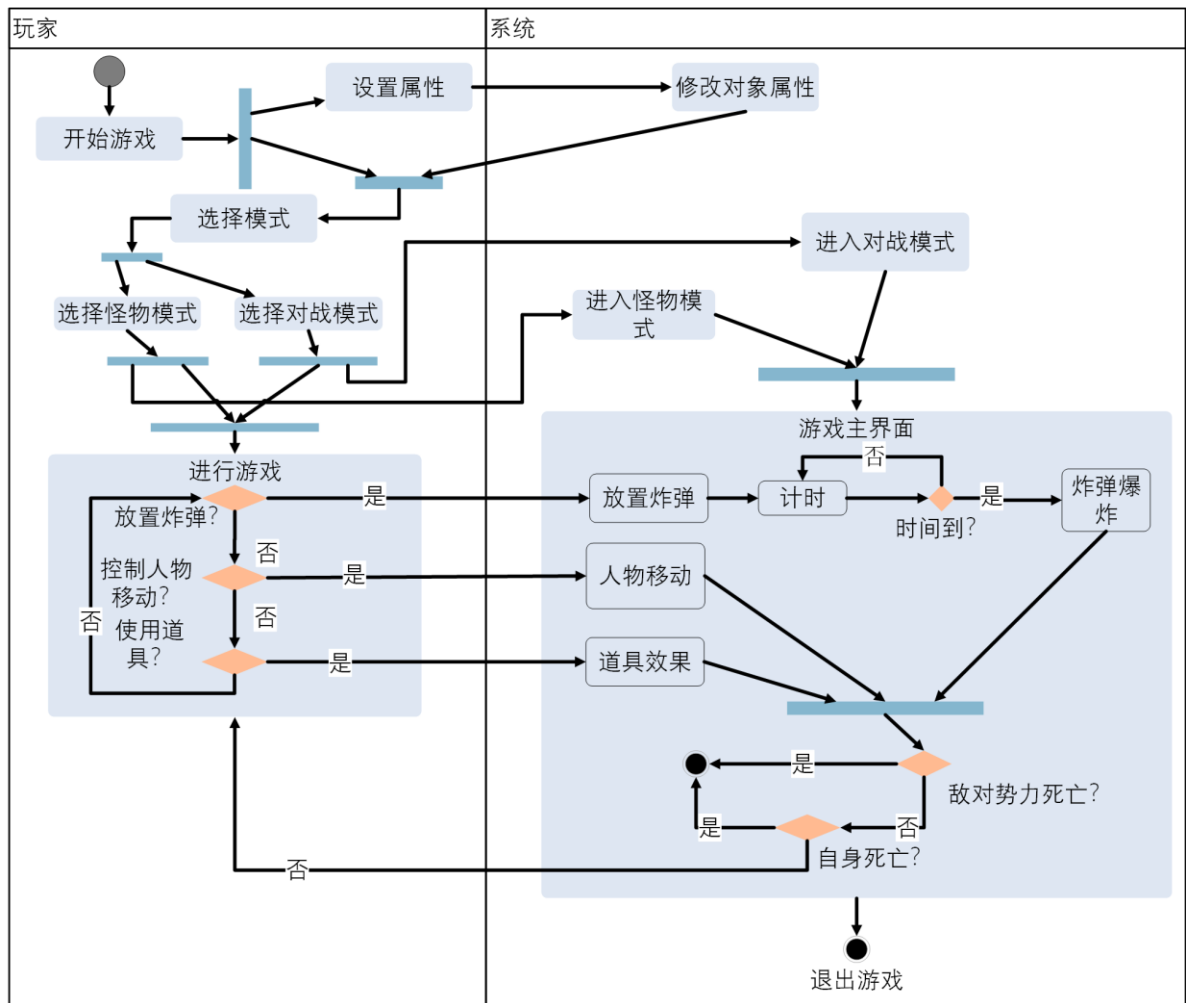 玩家
系统
设置属性
修改对象属性
开始游戏
选择模式
进入对战模式
选择怪物模式
选择对战模式
进入怪物模
式
游戏主界面
进行游戏
否
是
放置炸弹
计时
是
炸弹爆
炸
放置炸弹?
时间到?
否
控制人物
移动?
是
人物移动
否
否
使用道
具?
是
道具效果
是
敌对势力死亡?
是
否
自身死亡?
否
退出游戏